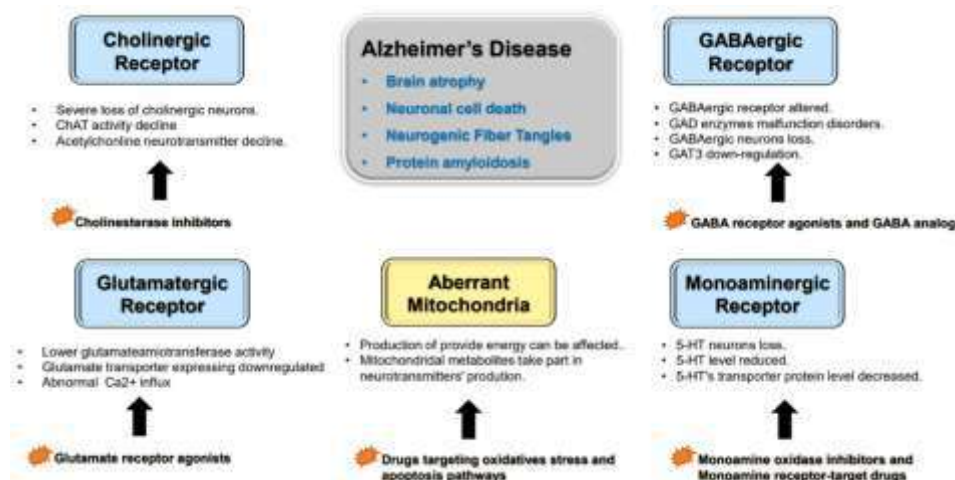 Cholinergic
Receptor
• Severe loss of cholinergic neurons.
• ChAT activity decline
• Acetylchonline neurotransmitter decline.
Cholinesterase inhibitors
Alzheimer's Disease
• Brain atrophy
• Neuronal cell death
• Neurogenic Fiber Tangles
• Protein amyloidosis
GABAergic
Receptor
• GABAergic receptor altered.
• GAD enzymes malfunction disorders.
• GABAergic neurons loss.
• GAT3 down-regulation.
GABA receptor agonists and GABA analog
Glutamatergic
Receptor
• Lower glutamateamiotransferase activity
• Glutamate transporter expressing downregulated
• Abnormal Ca2+ influx
Glutamate receptor agonists
Aberrant
Mitochondria
• Production of provide energy can be affected.
• Mitochondridal metabolites take part in
neurotransmitters' prodution.
Drugs targeting oxidatives stress and
apoptosis pathways
Monoaminergic
Receptor
• 5-HT neurons loss.
• 5-HT level reduced.
• 5-HT's transporter protein level decreased.
Monoamine oxidase inhibitors and
Monoamine receptor-target drugs